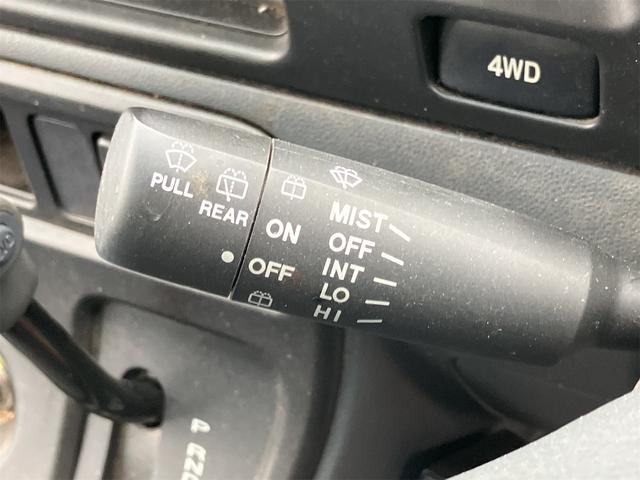 4WD
PULL
REAR
ON
OFF
MIST
OFF
INT
LO
HI
P